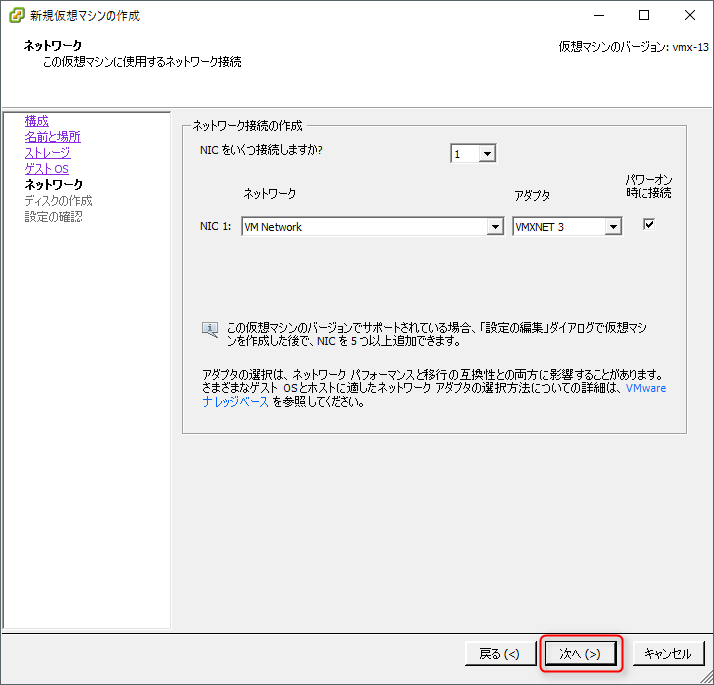 新規仮想マシンの作成
ネットワーク
この仮想マシンに使用するネットワーク接続
仮想マシンのバージョン: vmx-13
構成
名前と場所
ストレージ
ゲスト OS
ネットワーク
ディスクの作成
設定の確認
ネットワーク接続の作成
NIC をいくつ接続しますか?
1
ネットワーク
アダプタ
パワーオン
時に接続
NIC 1:
VM Network
VMXNET 3
この仮想マシンのバージョンでサポートされている場合、「設定の編集」ダイアログで仮想マシ
ンを作成した後で、NIC を 5 つ以上追加できます。
アダプタの選択は、ネットワーク パフォーマンスと移行の互換性との両方に影響することがあります。
さまざまなゲスト OSとホストに適したネットワーク アダプタの選択方法についての詳細は、VMware
ナレッジベース を参照してください。
戻る (<)
次へ (>)
キャンセル